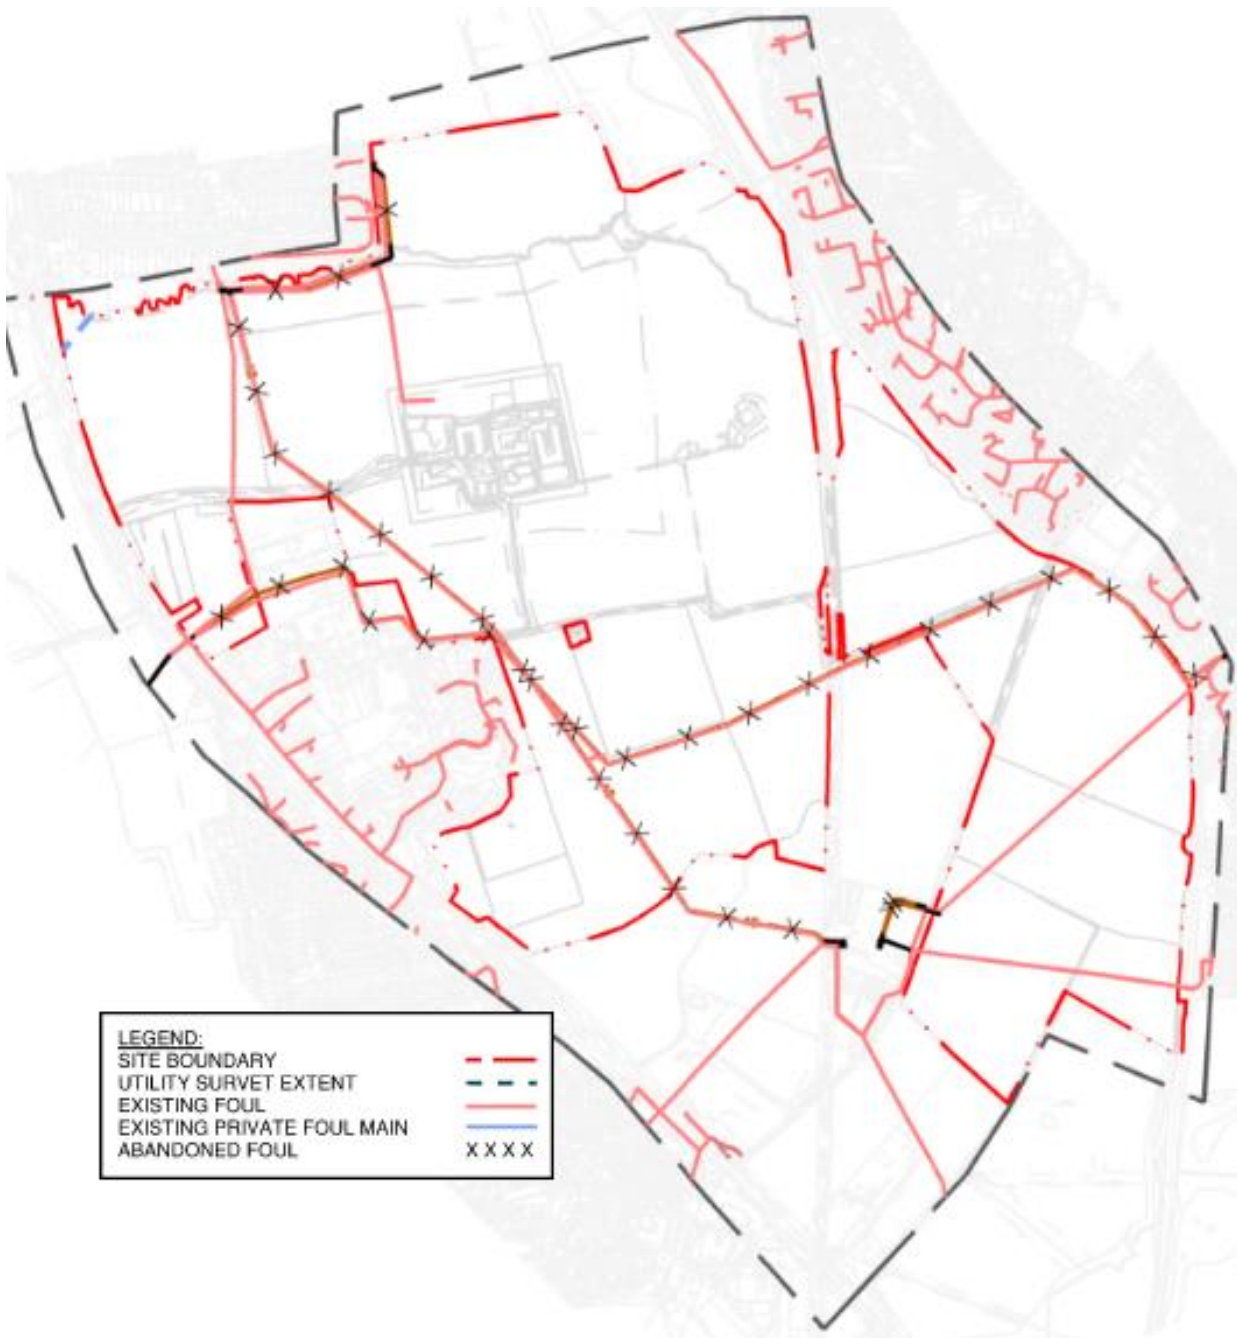 LEGEND:
SITE BOUNDARY
UTILITY SURVET EXTENT
EXISTING FOUL
EXISTING PRIVATE FOUL MAIN
ABANDONED FOUL X X X X